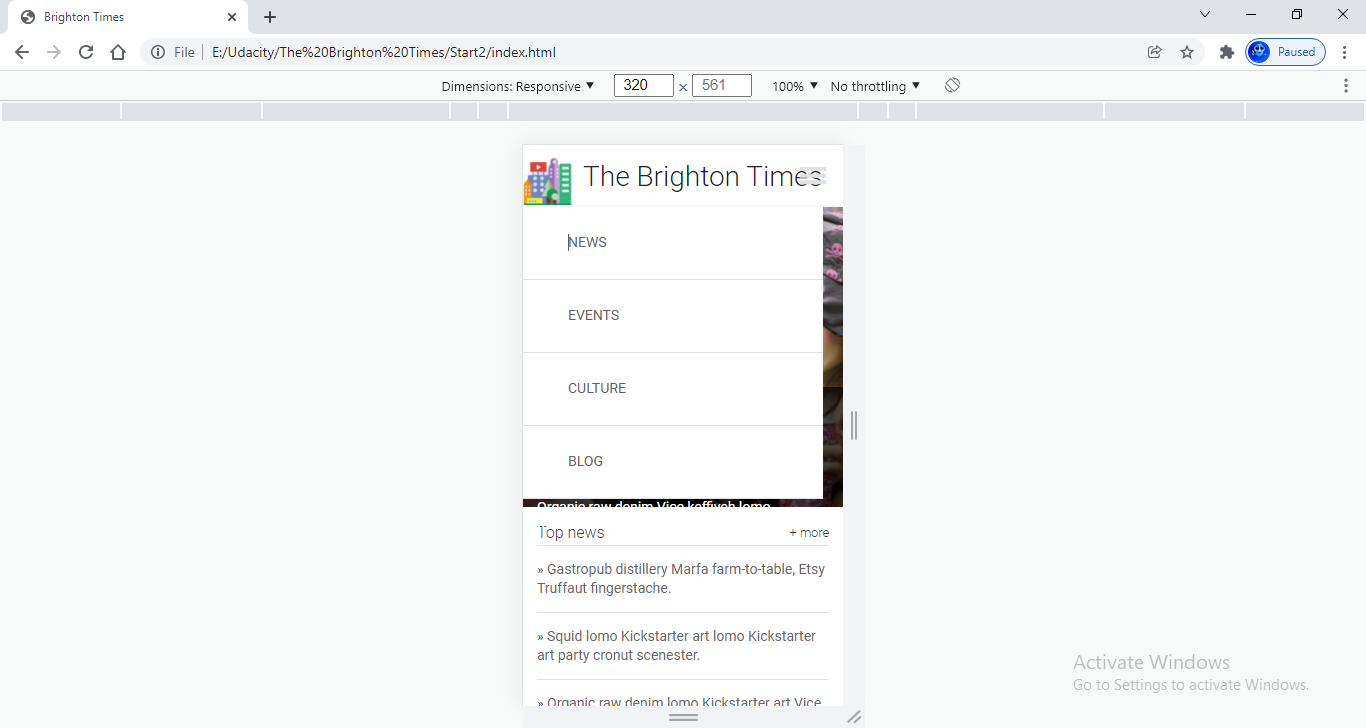 Brighton Times
File
E:/Udacity/The%20Brighton%20Times/Start2/index.html
Paused
Dimensions: Responsive ▼ 320 × 561 100% ▼ No throttling ▼
The Brighton Times
NEWS
EVENTS
CULTURE
BLOG
Organic raw denim Vice keffiyeh lomo
Top news + more
» Gastropub distillery Marfa farm-to-table, Etsy
Truffaut fingerstache.
» Squid lomo Kickstarter art lomo Kickstarter
art party cronut scenester.
» Organic raw denim lomo Kickstarter art Vice
Activate Windows
Go to Settings to activate Windows.